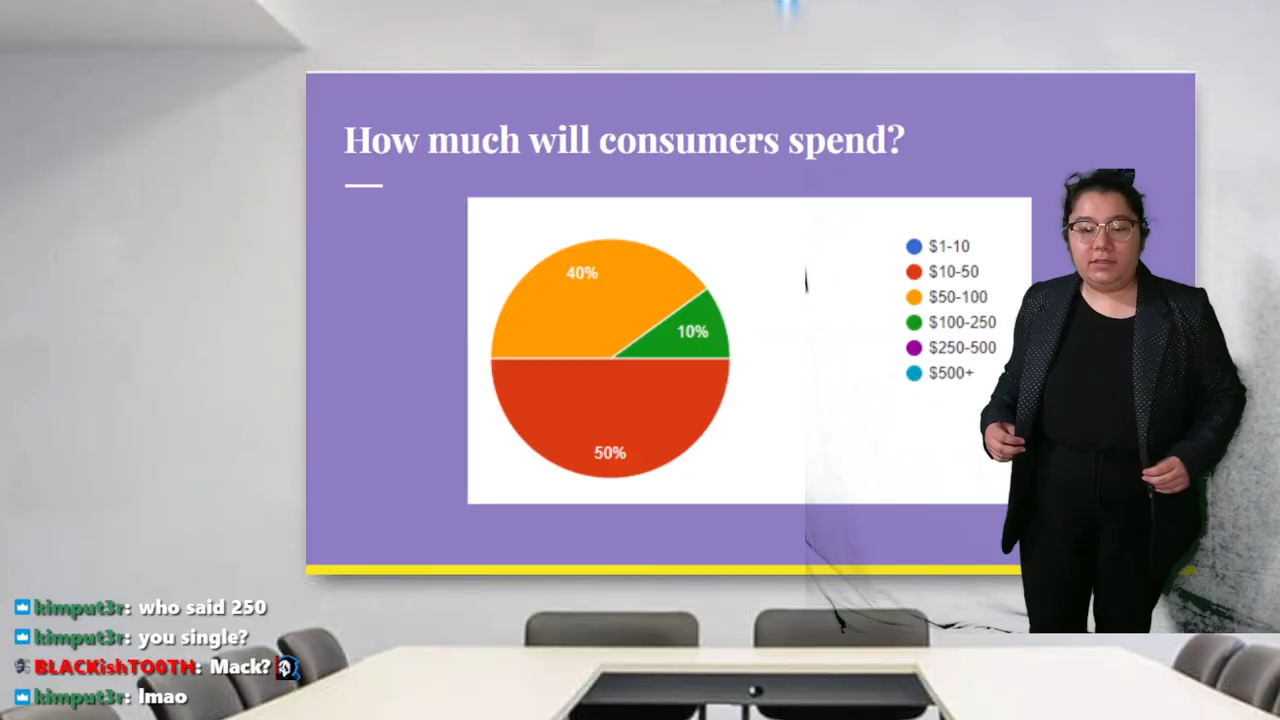 How much will consumers spend?
40%
10%
50%
$1-10
$10-50
$50-100
$100-250
$250-500
$500+
kimput3r: who said 250
kimput3r: you single?
BLACKishTO0TH: Mack?
kimput3r: lmao